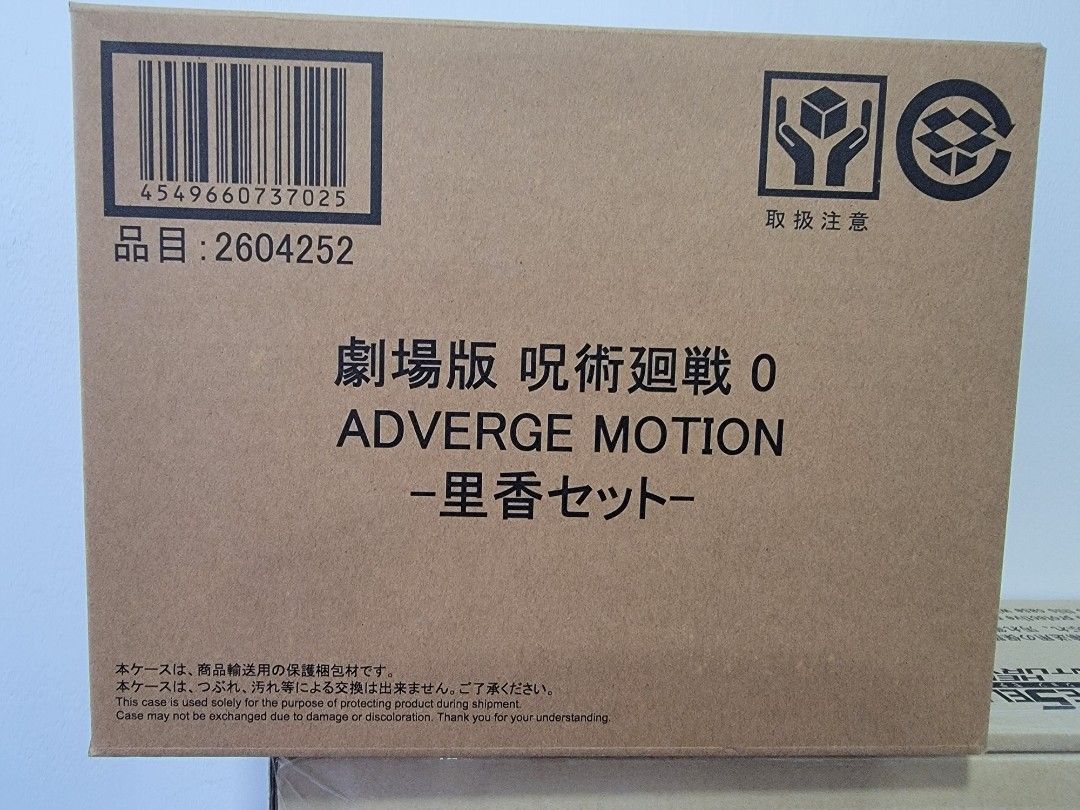 4549660737025
品目:2604252
取扱注意
劇場版 呪術廻戦 0
ADVERGE MOTION
-里香セット-
本ケースは、商品輸送用の保護梱包材です。
本ケースは、つぶれ、汚れ等による交換は出来ません。ご了承ください。
This case is used solely for the purpose of protecting product during shipment.
Case may not be exchanged due to damage or discoloration. Thank you for your understanding.